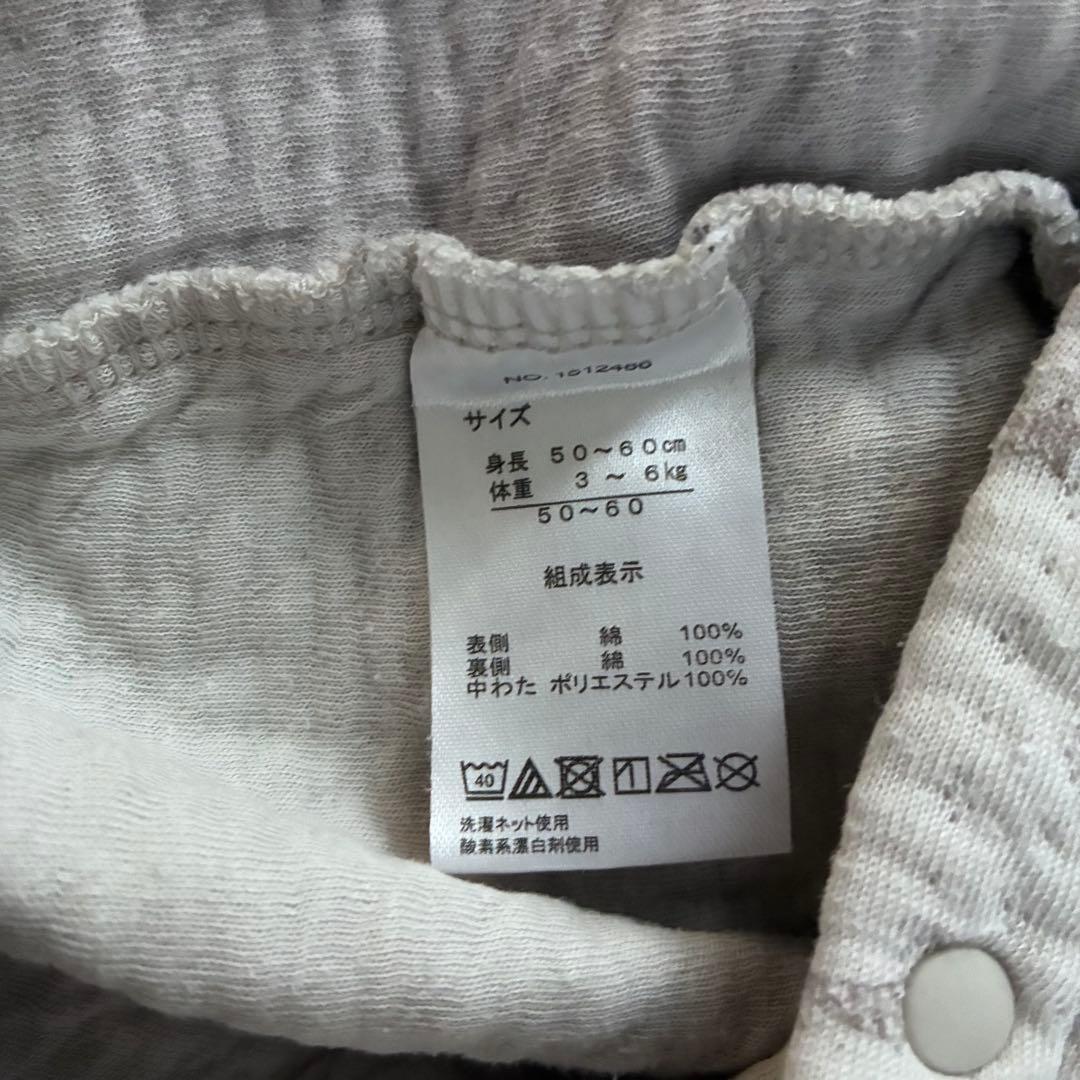 NO. 1612466
サイズ
身長 50～60㎝
体重 3 ～ 6㎏
50～60
組成表示
表側 綿 100%
裏側 綿 100%
中わた ポリエステル100%
40
洗濯ネット使用
酸素系漂白剤使用